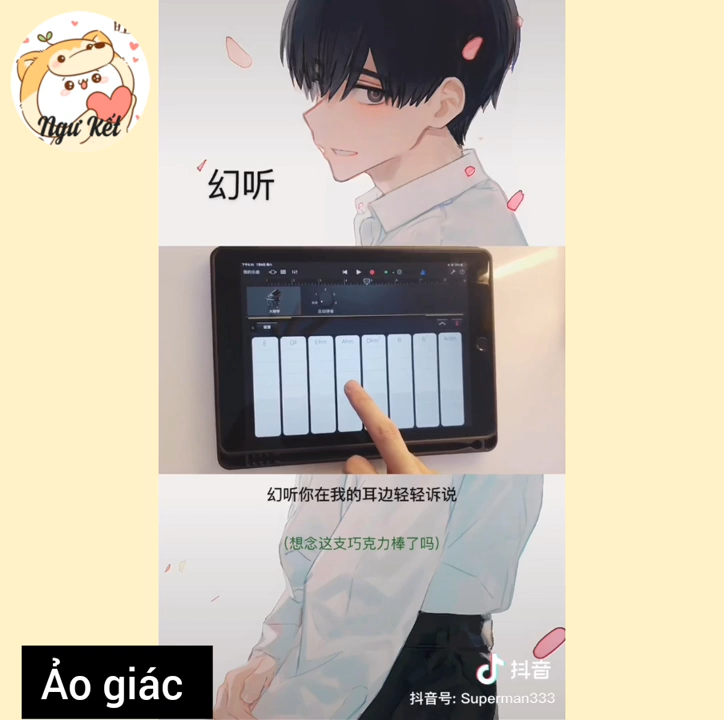 Ngư Kết
幻听
幻听你在我的耳边轻轻诉说
(想念这支巧克力棒了吗)
Ảo giác
抖音
抖音号: Superman333